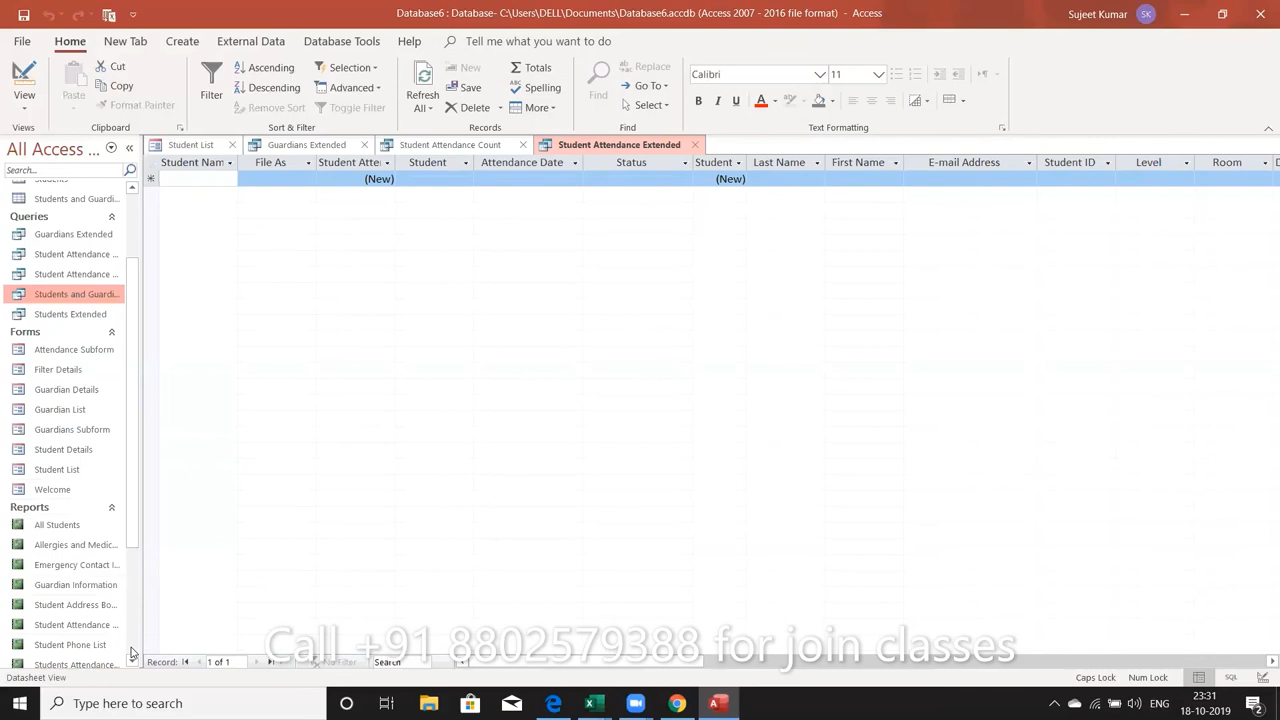 Database6 : Database- C:\Users\DELL\Documents\Database6.accdb (Access 2007 - 2016 file format) - Access
Sujeet Kumar SK
File Home New Tab Create External Data Database Tools Help Tell me what you want to do
View
Views
Paste
Cut
Copy
Format Painter
Clipboard
Filter
Ascending
Descending
Remove Sort
Selection
Advanced
Toggle Filter
Sort & Filter
Refresh All
New
Save
Delete
Totals
Spelling
More
Records
Find
Replace
Go To
Select
Find
Calibri 11
B I U A
Text Formatting
All Access ...
Search...
Student List Guardians Extended Student Attendance Count Student Attendance Extended
Student Nam File As Student Atte Student Attendance Date Status Student Last Name First Name E-mail Address Student ID Level Room
(New) (New)
Students
Students and Guardi...
Queries
Guardians Extended
Student Attendance ...
Student Attendance ...
Students and Guardi...
Students Extended
Forms
Attendance Subform
Filter Details
Guardian Details
Guardian List
Guardians Subform
Student Details
Student List
Welcome
Reports
All Students
Allergies and Medic...
Emergency Contact I...
Guardian Information
Student Address Bo...
Student Attendance ...
Student Phone List
Students Attendance...
Call +91 8802579388 for join classes
Record: 1 of 1 No Filter Search
Datasheet View
Caps Lock Num Lock SQL
Type here to search
ENG
23:31
18-10-2019
2